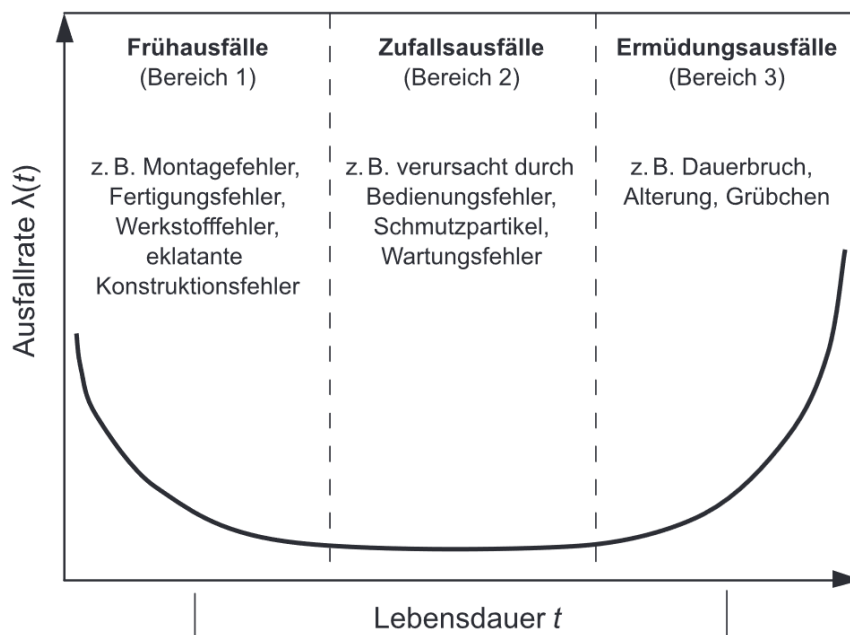 Frühausfälle
(Bereich 1)
z. B. Montagefehler,
Fertigungsfehler,
Werkstofffehler,
eklatante
Konstruktionsfehler
Zufallsausfälle
(Bereich 2)
z. B. verursacht durch
Bedienungsfehler,
Schmutzpartikel,
Wartungsfehler
Ermüdungsausfälle
(Bereich 3)
z. B. Dauerbruch,
Alterung, Grübchen
Ausfallrate λ(t)
Lebensdauer t